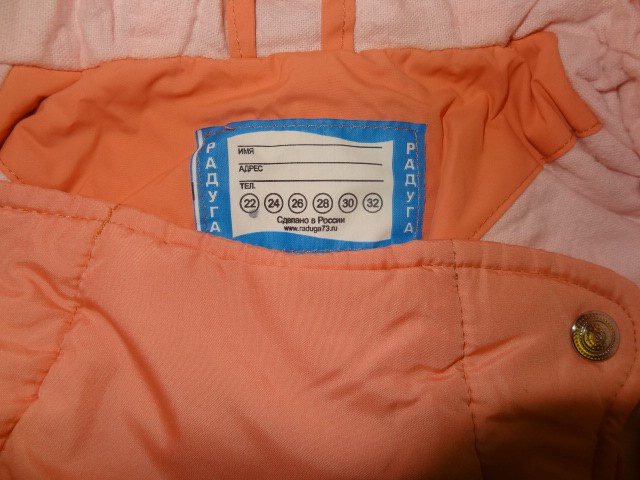 РАДУГА
ИМЯ
АДРЕС
ТЕЛ.
22 24 26 28 30 32
Сделано в России
www.raduga73.ru
РАДУГА